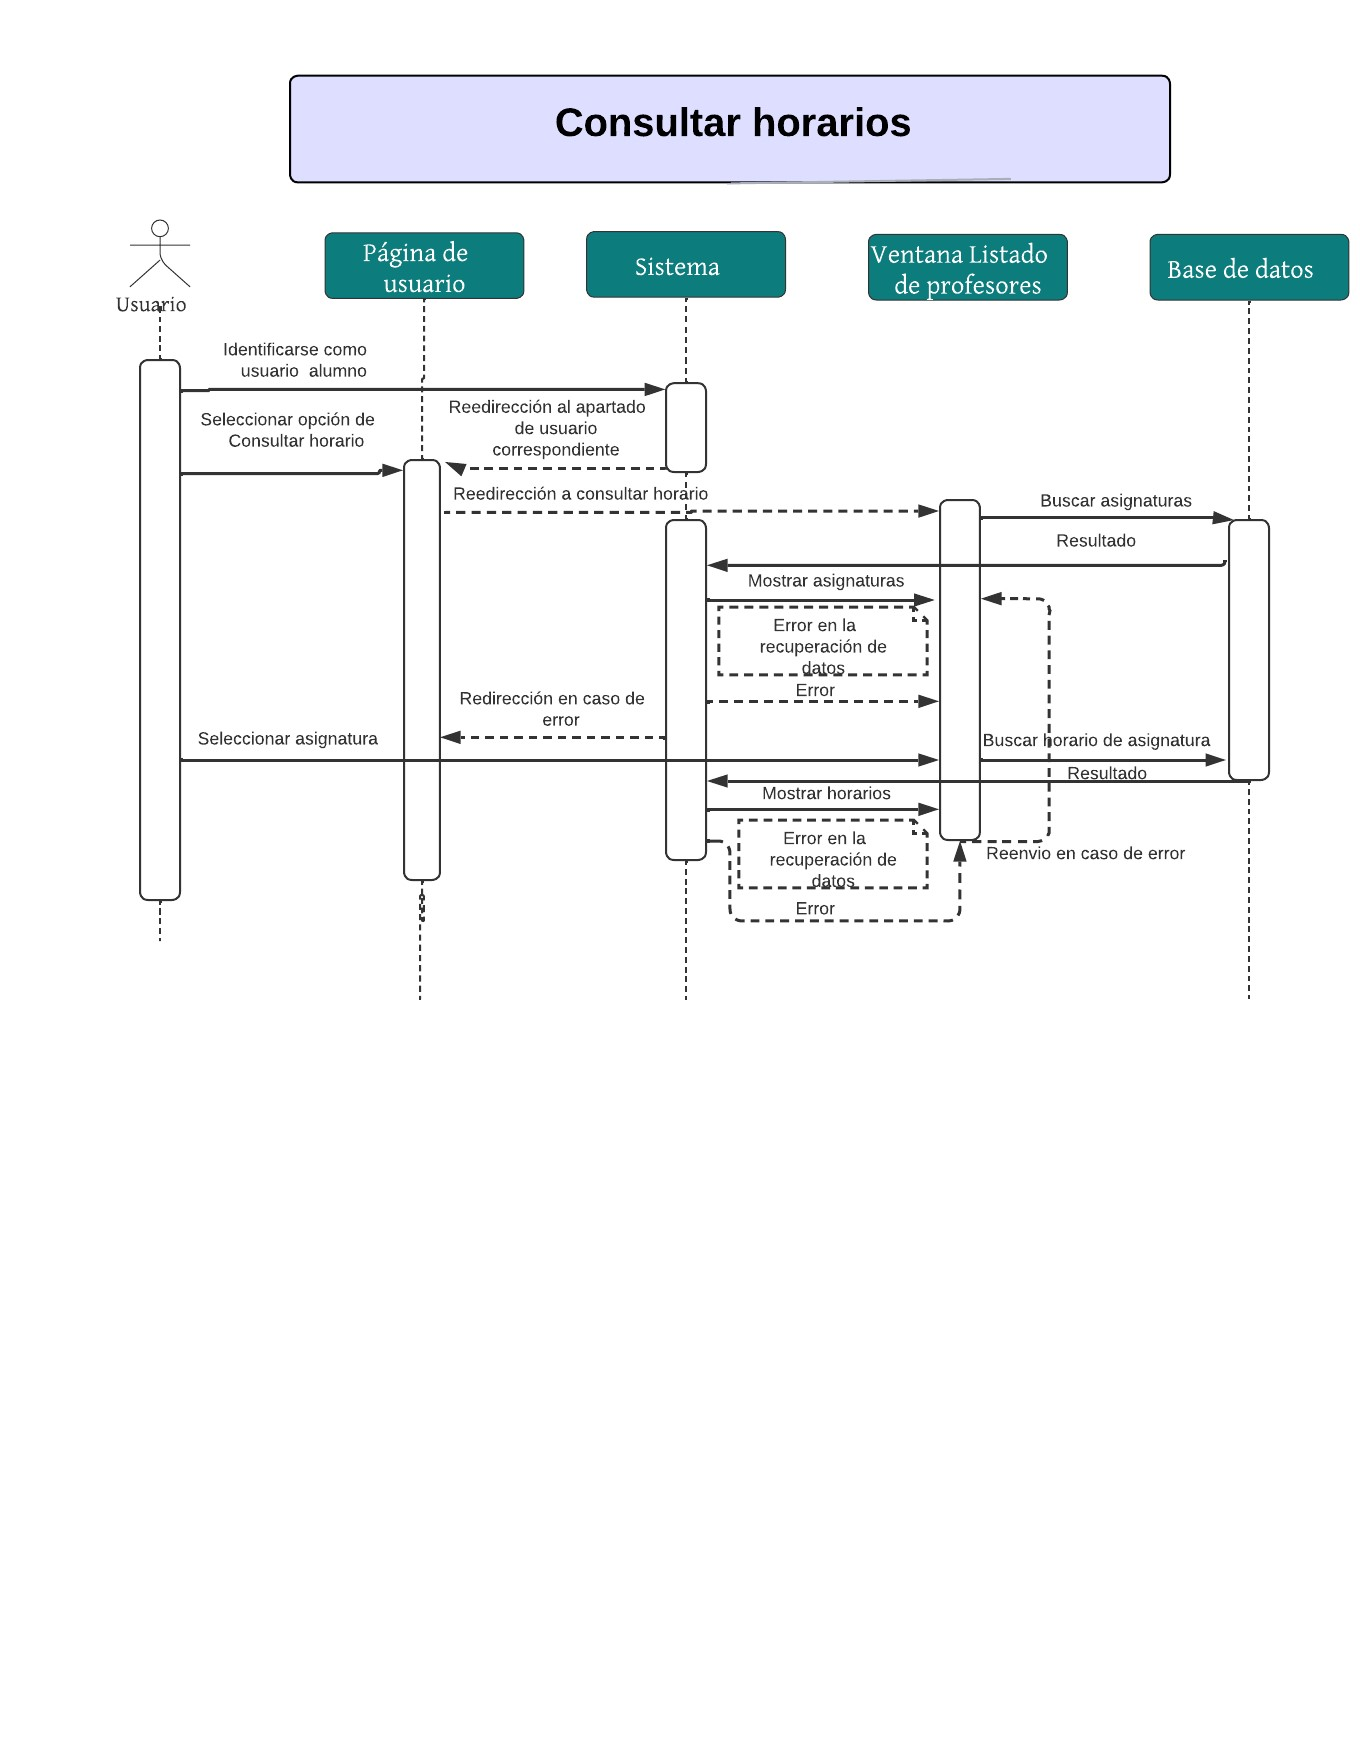 Consultar horarios
Usuario
Página de
usuario
Sistema
Ventana Listado
de profesores
Base de datos
Identificarse como
usuario  alumno
Seleccionar opción de
Consultar horario
Reedirección al apartado
de usuario
correspondiente
Reedirección a consultar horario
Buscar asignaturas
Resultado
Mostrar asignaturas
Error en la
recuperación de
datos
Error
Redirección en caso de
error
Seleccionar asignatura
Buscar horario de asignatura
Resultado
Mostrar horarios
Error en la
recuperación de
datos
Reenvio en caso de error
Error